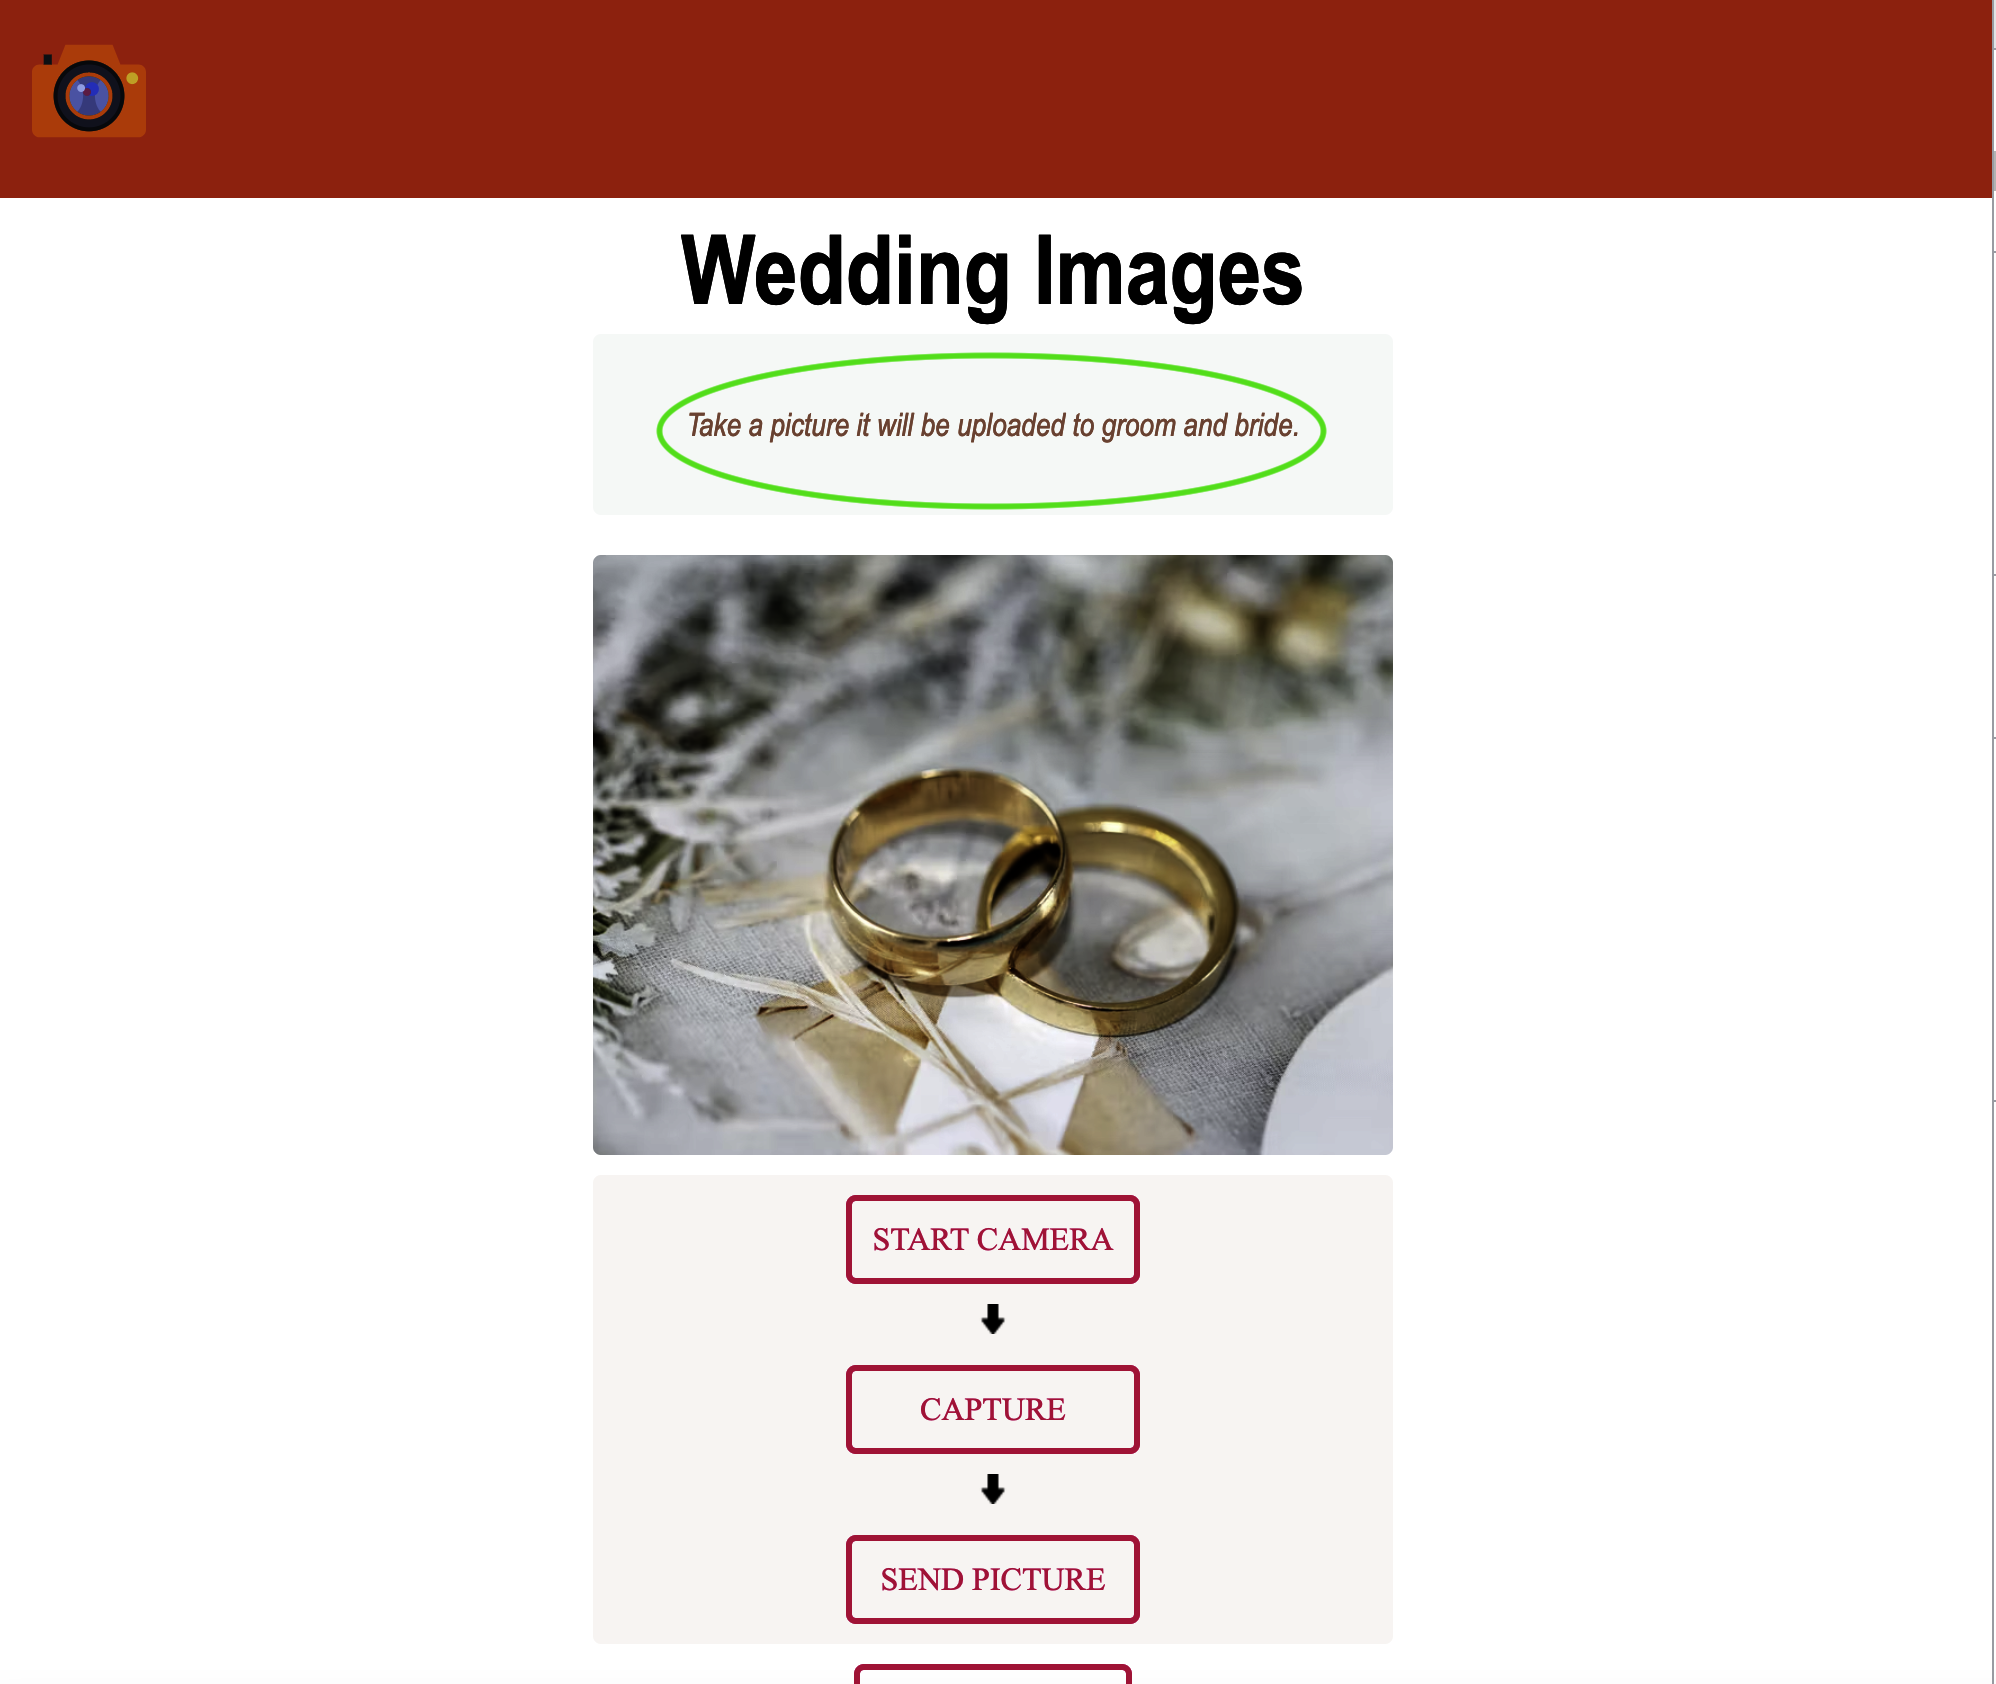 Wedding Images
Take a picture it will be uploaded to groom and bride.
START CAMERA
CAPTURE
SEND PICTURE